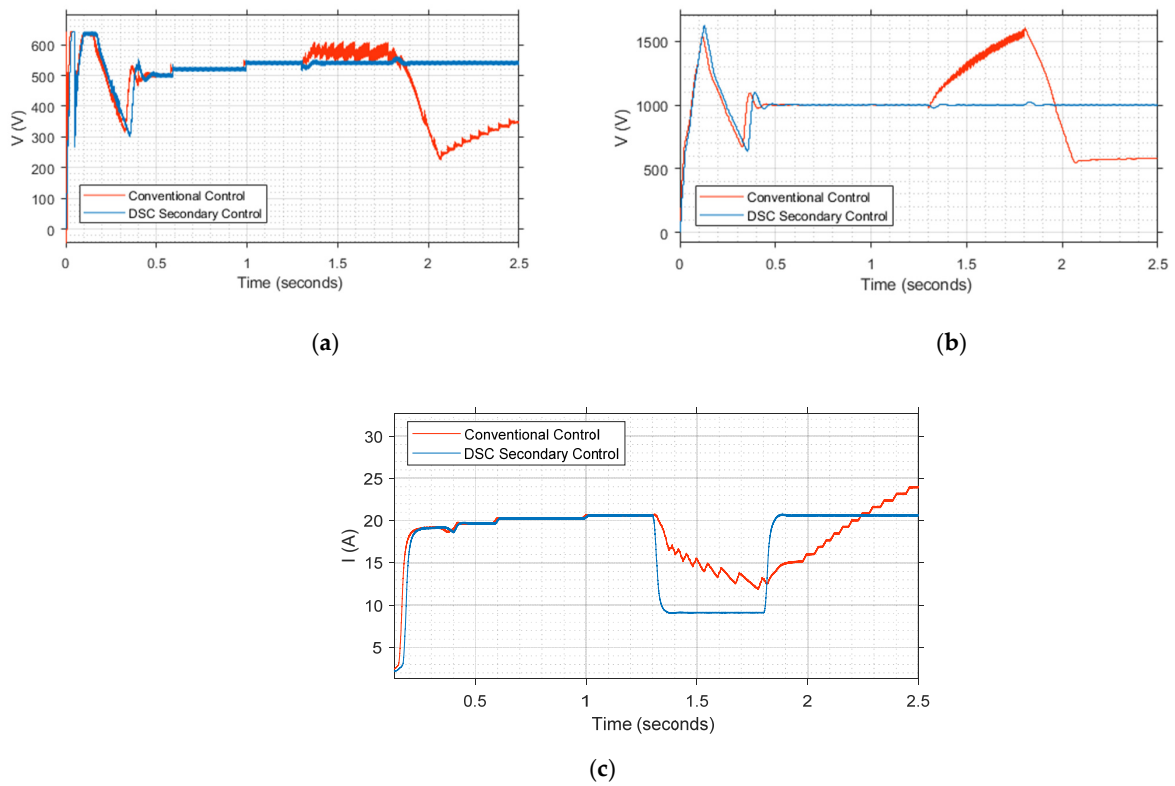 600
500
400
300
200
100
0
V (V)
Conventional Control
DSC Secondary Control
0 0.5 1 1.5 2 2.5
Time (seconds)
(a)
1500
1000
500
0
V (V)
Conventional Control
DSC Secondary Control
0 0.5 1 1.5 2 2.5
Time (seconds)
(b)
30
25
20
15
10
5
I (A)
Conventional Control
DSC Secondary Control
0.5 1 1.5 2 2.5
Time (seconds)
(c)